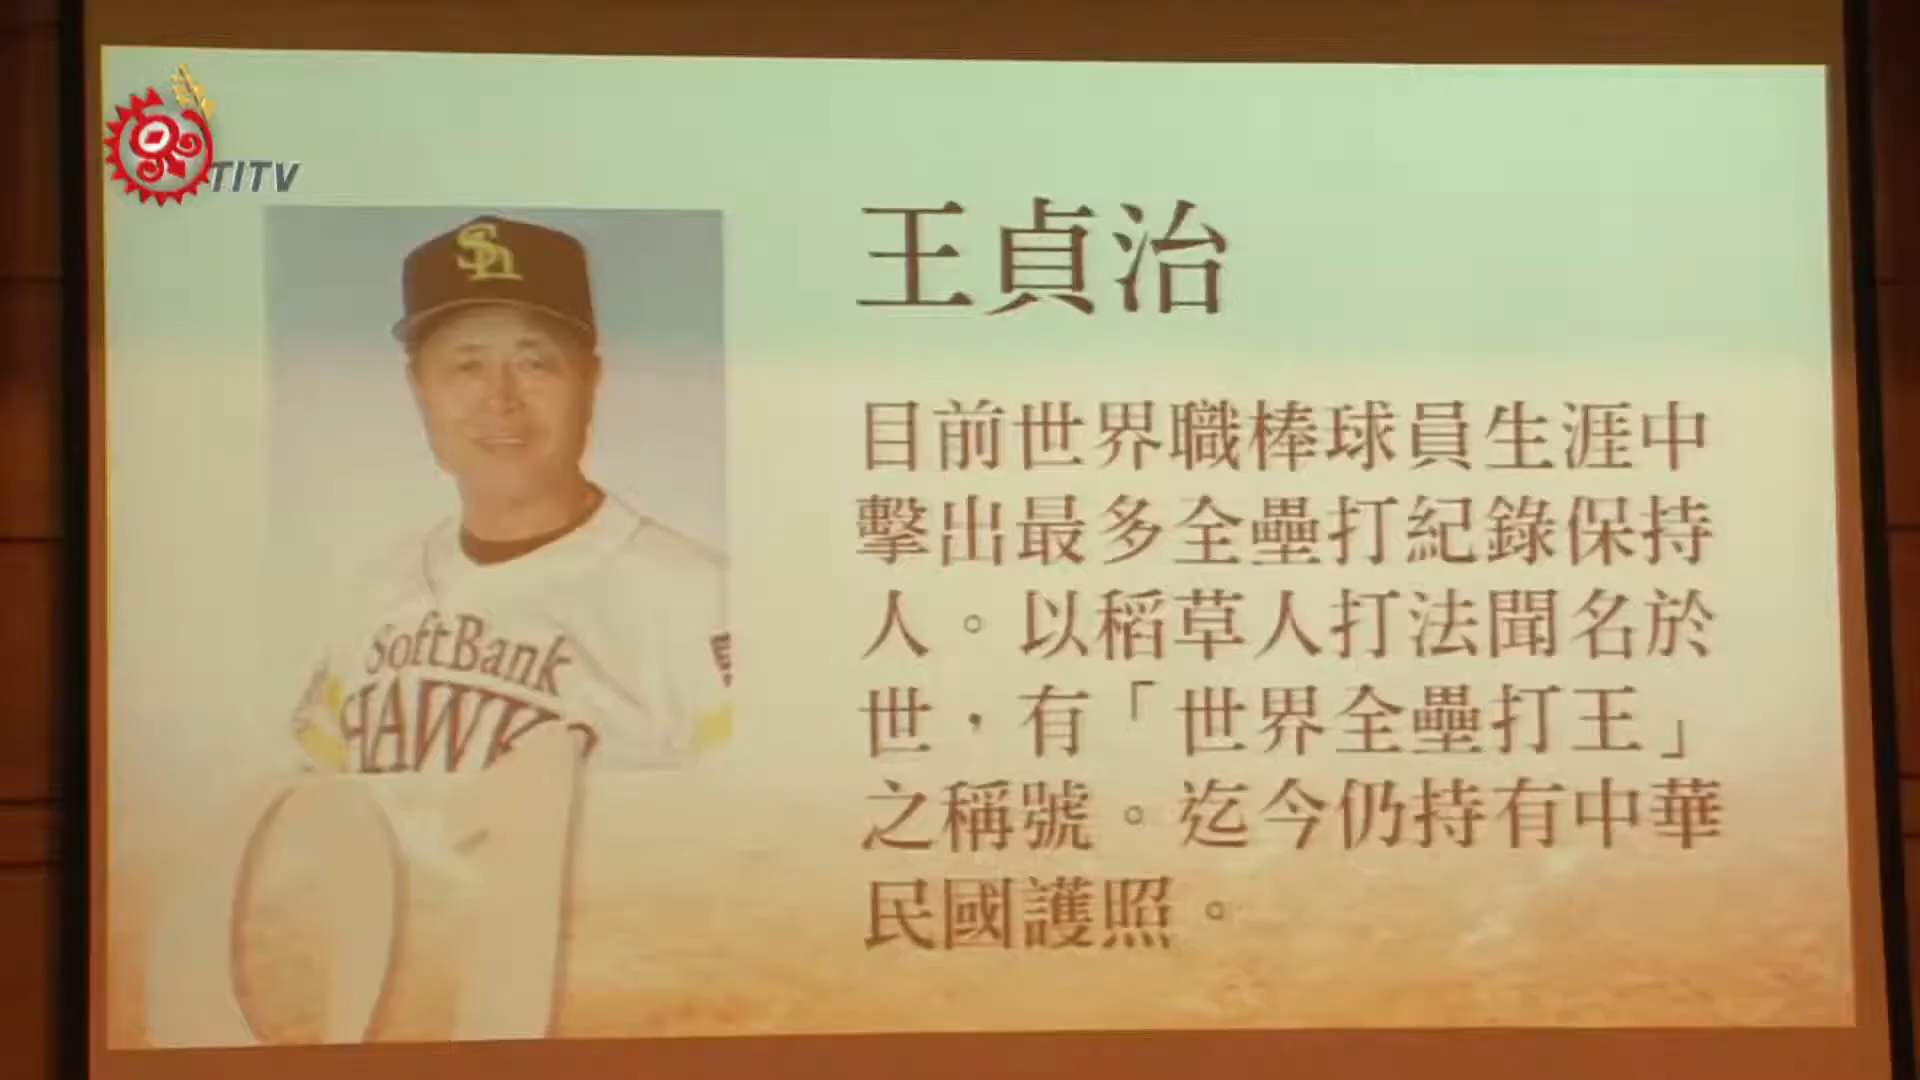 TITV
王貞治
Sh
SoftBank
HAWKS
目前世界職棒球員生涯中
擊出最多全壘打紀錄保持
人。以稻草人打法聞名於
世，有「世界全壘打王」
之稱號。迄今仍持有中華
民國護照。